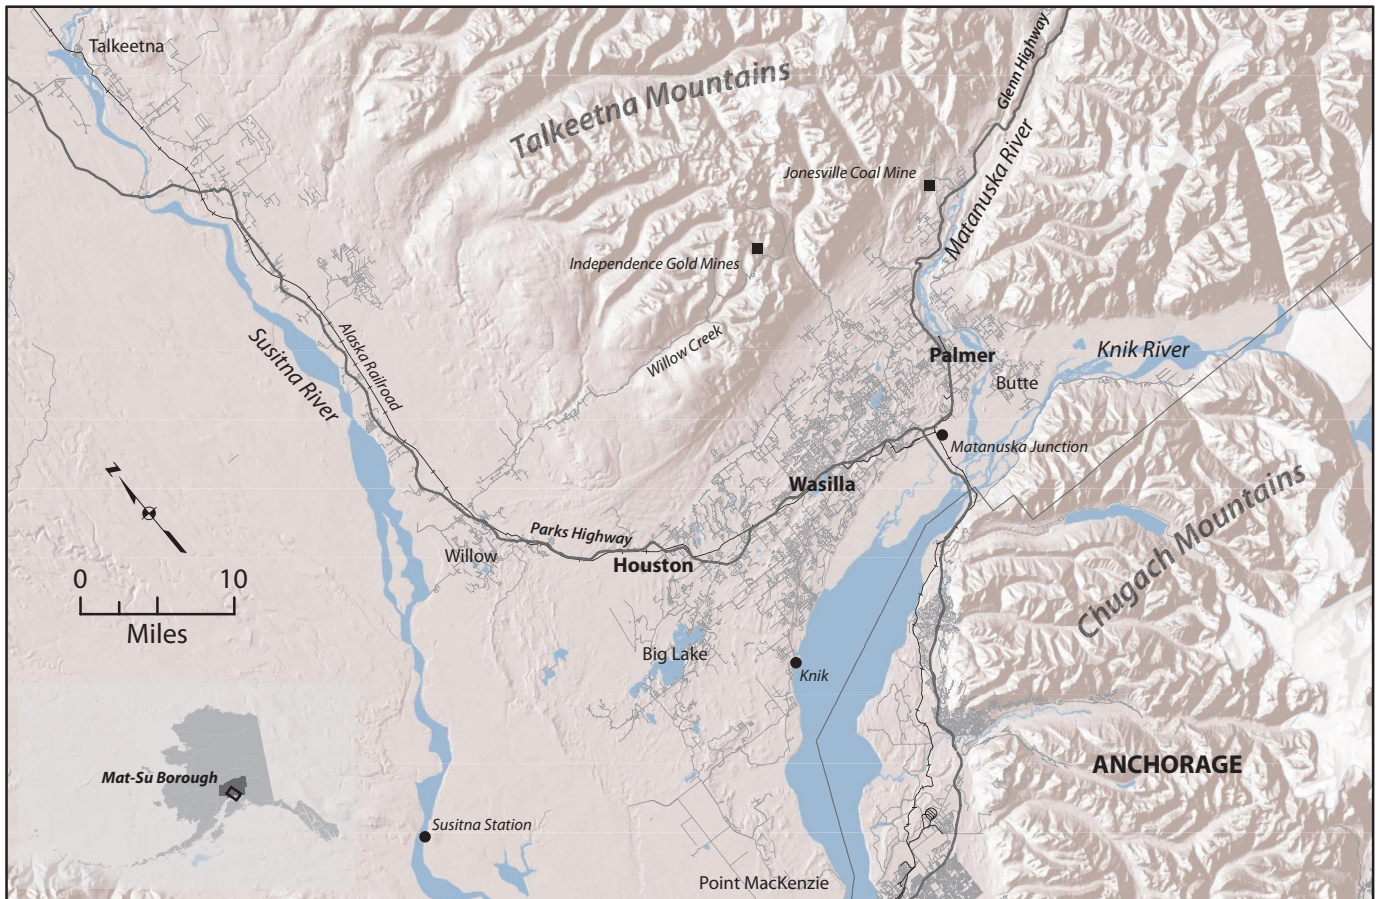 Talkeetna
Talkeetna Mountains
Glenn Highway
Matanuska River
Jonesville Coal Mine
Independence Gold Mines
Susitna River
Alaska Railroad
Willow Creek
Palmer
Knik River
Butte
Matanuska Junction
Wasilla
Chugach Mountains
N
Parks Highway
Willow
Houston
0 10
Miles
Big Lake
Knik
Mat-Su Borough
ANCHORAGE
Susitna Station
Point MacKenzie